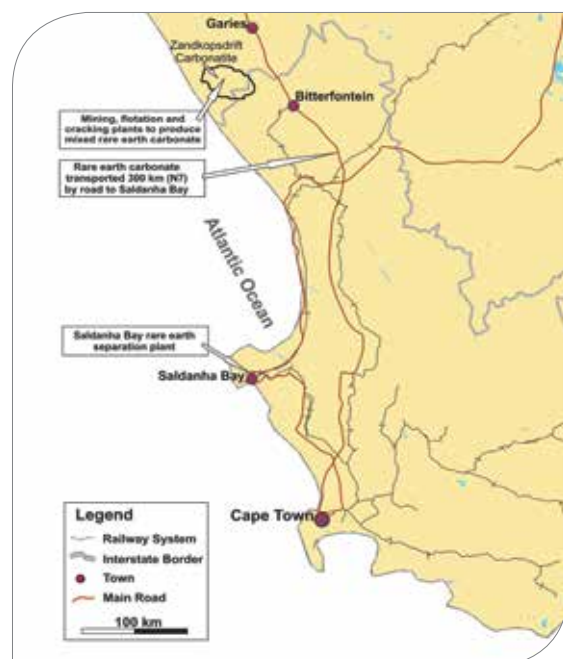 Garies
Zandkopsdrift
Carbonatite
Bitterfontein
Mining, flotation and
cracking plants to produce
mixed rare earth carbonate
Rare earth carbonate
transported 300 km (N7)
by road to Saldanha Bay
Atlantic Ocean
Saldanha Bay rare earth
separation plant
Saldanha Bay
Cape Town
Legend
Railway System
Interstate Border
Town
Main Road
100 km